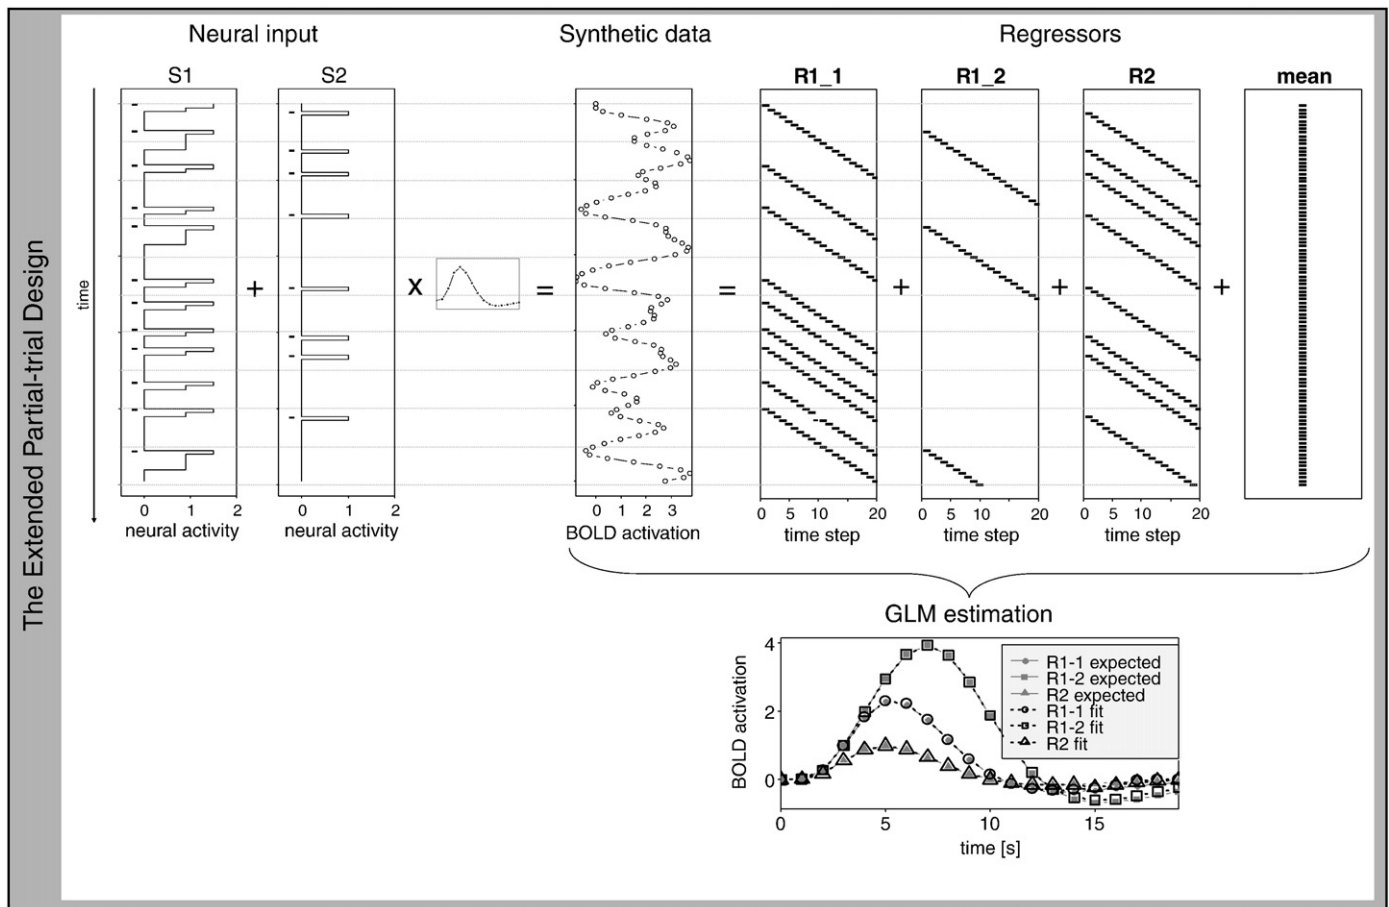 The Extended Partial-trial Design
Neural input
Synthetic data
Regressors
S1
S2
R1_1
R1_2
R2
mean
time
+
x
=
=
+
+
+
0 1 2
neural activity
0 1 2
neural activity
0 1 2 3
BOLD activation
0 5 10 20
time step
0 5 10 20
time step
0 5 10 20
time step
GLM estimation
BOLD activation
4
2
0
R1-1 expected
R1-2 expected
R2 expected
R1-1 fit
R1-2 fit
R2 fit
0 5 10 15
time [s]